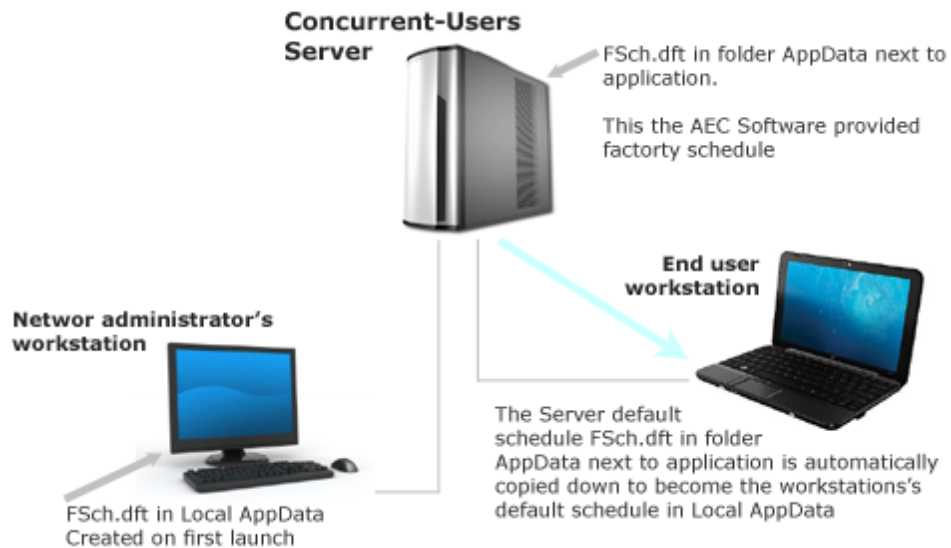 Concurrent-Users
Server
FSch.dft in folder AppData next to
application.
This the AEC Software provided
factorty schedule
End user
workstation
Networ administrator's
workstation
The Server default
schedule FSch.dft in folder
AppData next to application is automatically
copied down to become the workstations's
default schedule in Local AppData
FSch.dft in Local AppData
Created on first launch